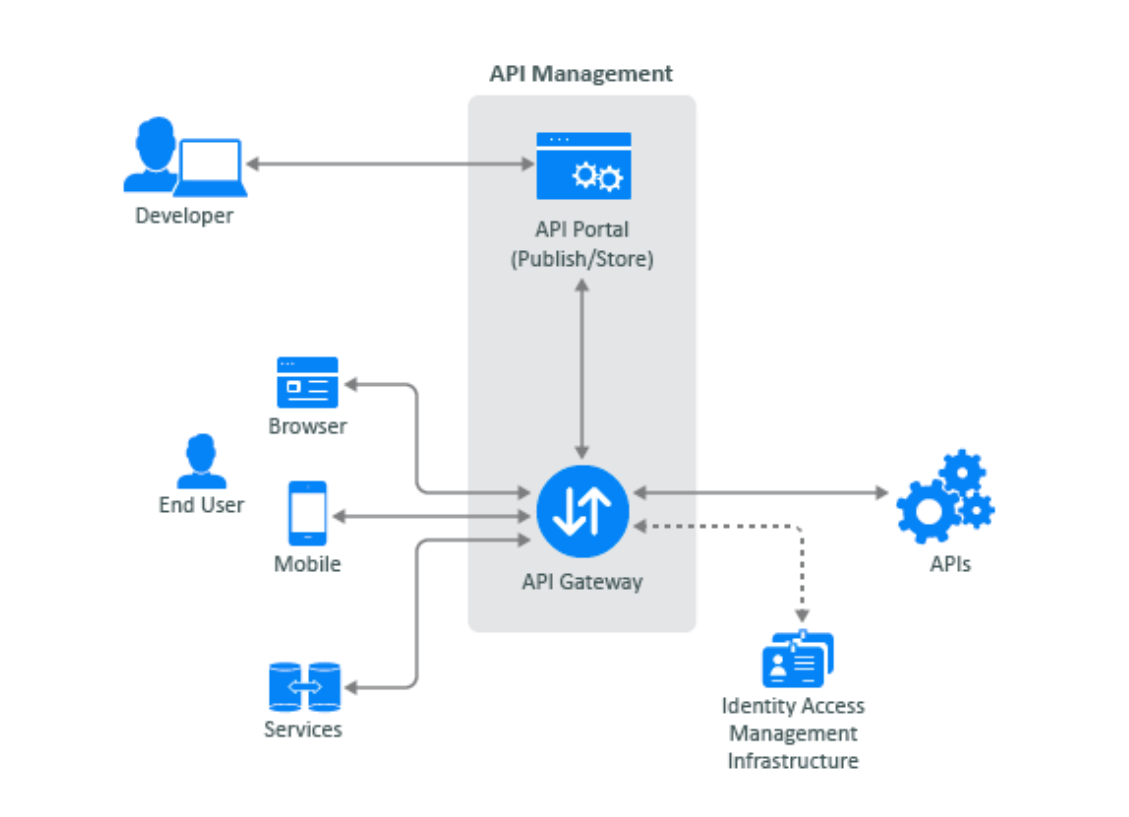 API Management
Developer
API Portal
(Publish/Store)
Browser
End User
Mobile
API Gateway
APIs
Services
Identity Access
Management
Infrastructure